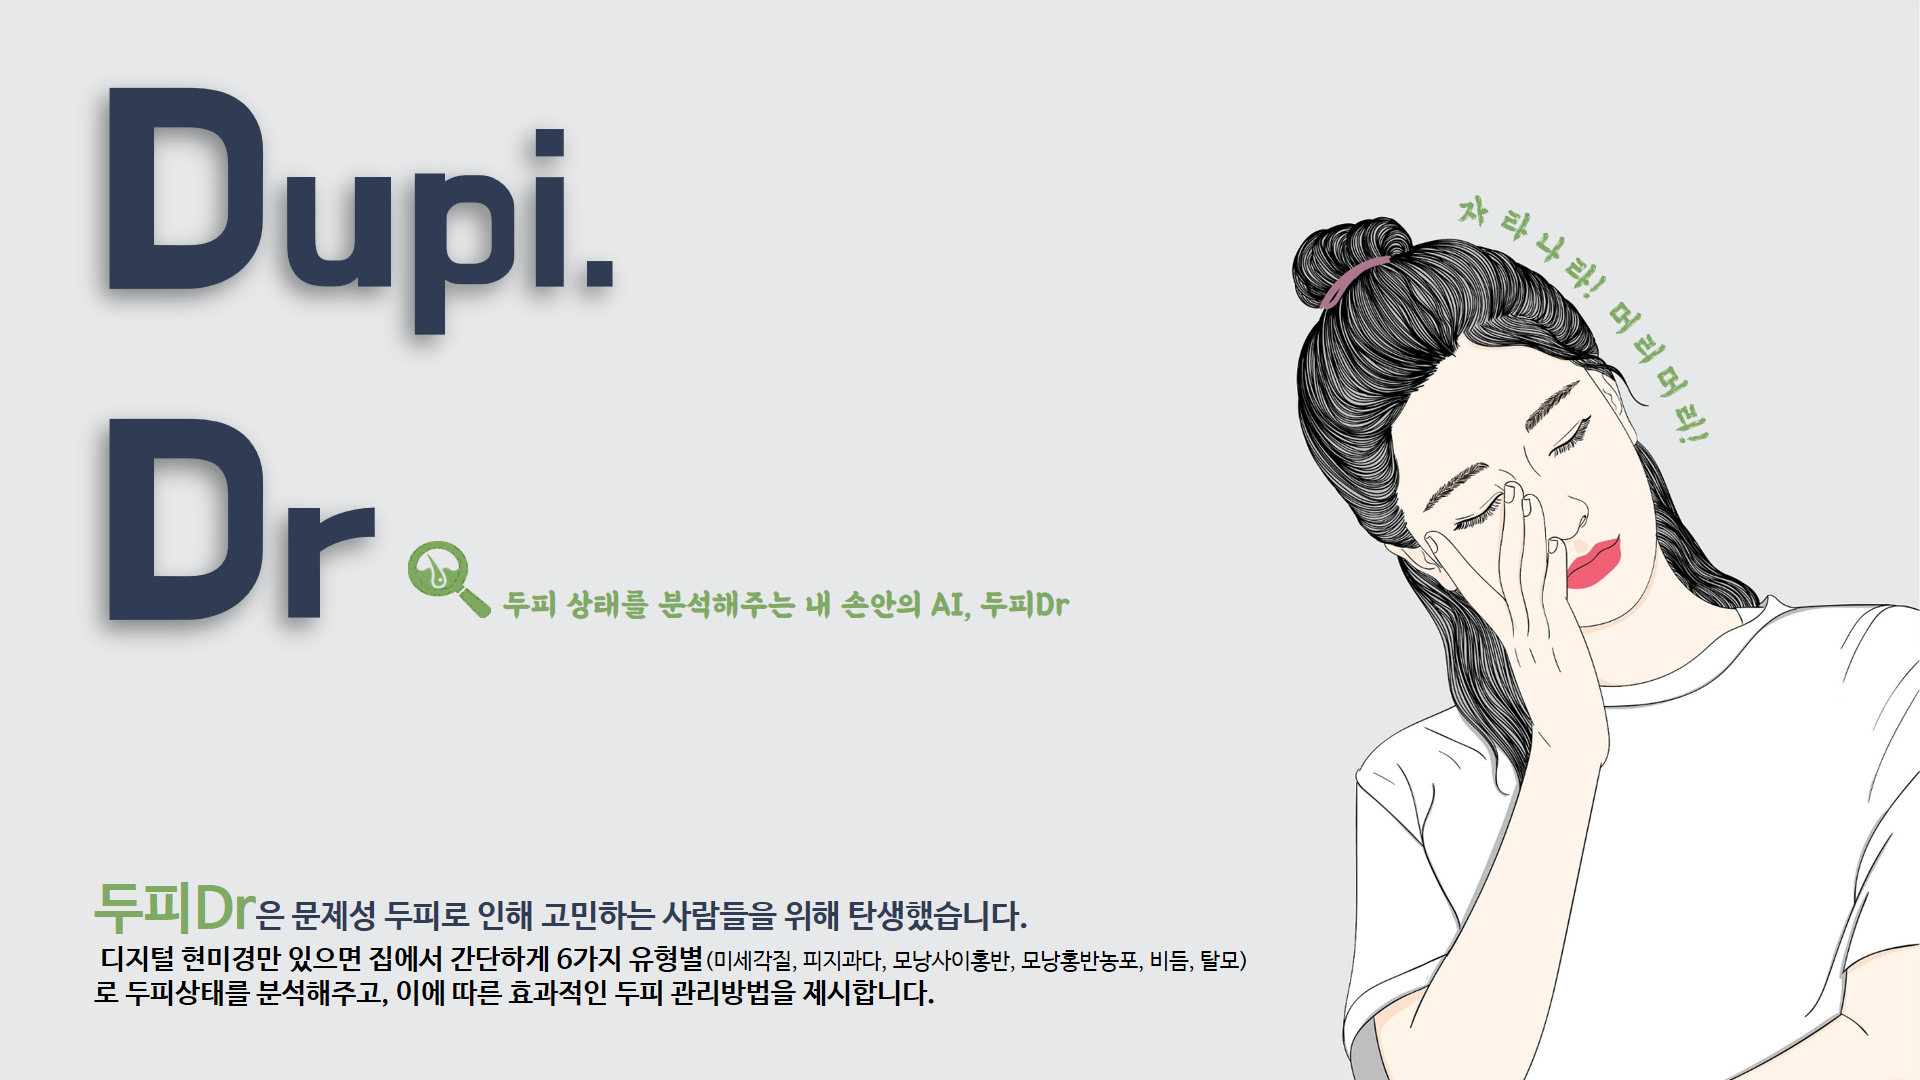 Dupi.
Dr
두피 상태를 분석해주는 내 손안의 AI, 두피Dr
자타나타! 머리머리!
두피Dr은 문제성 두피로 인해 고민하는 사람들을 위해 탄생했습니다.
디지털 현미경만 있으면 집에서 간단하게 6가지 유형별(미세각질, 피지과다, 모낭사이홍반, 모낭홍반농포, 비듬, 탈모)
로 두피상태를 분석해주고, 이에 따른 효과적인 두피 관리방법을 제시합니다.